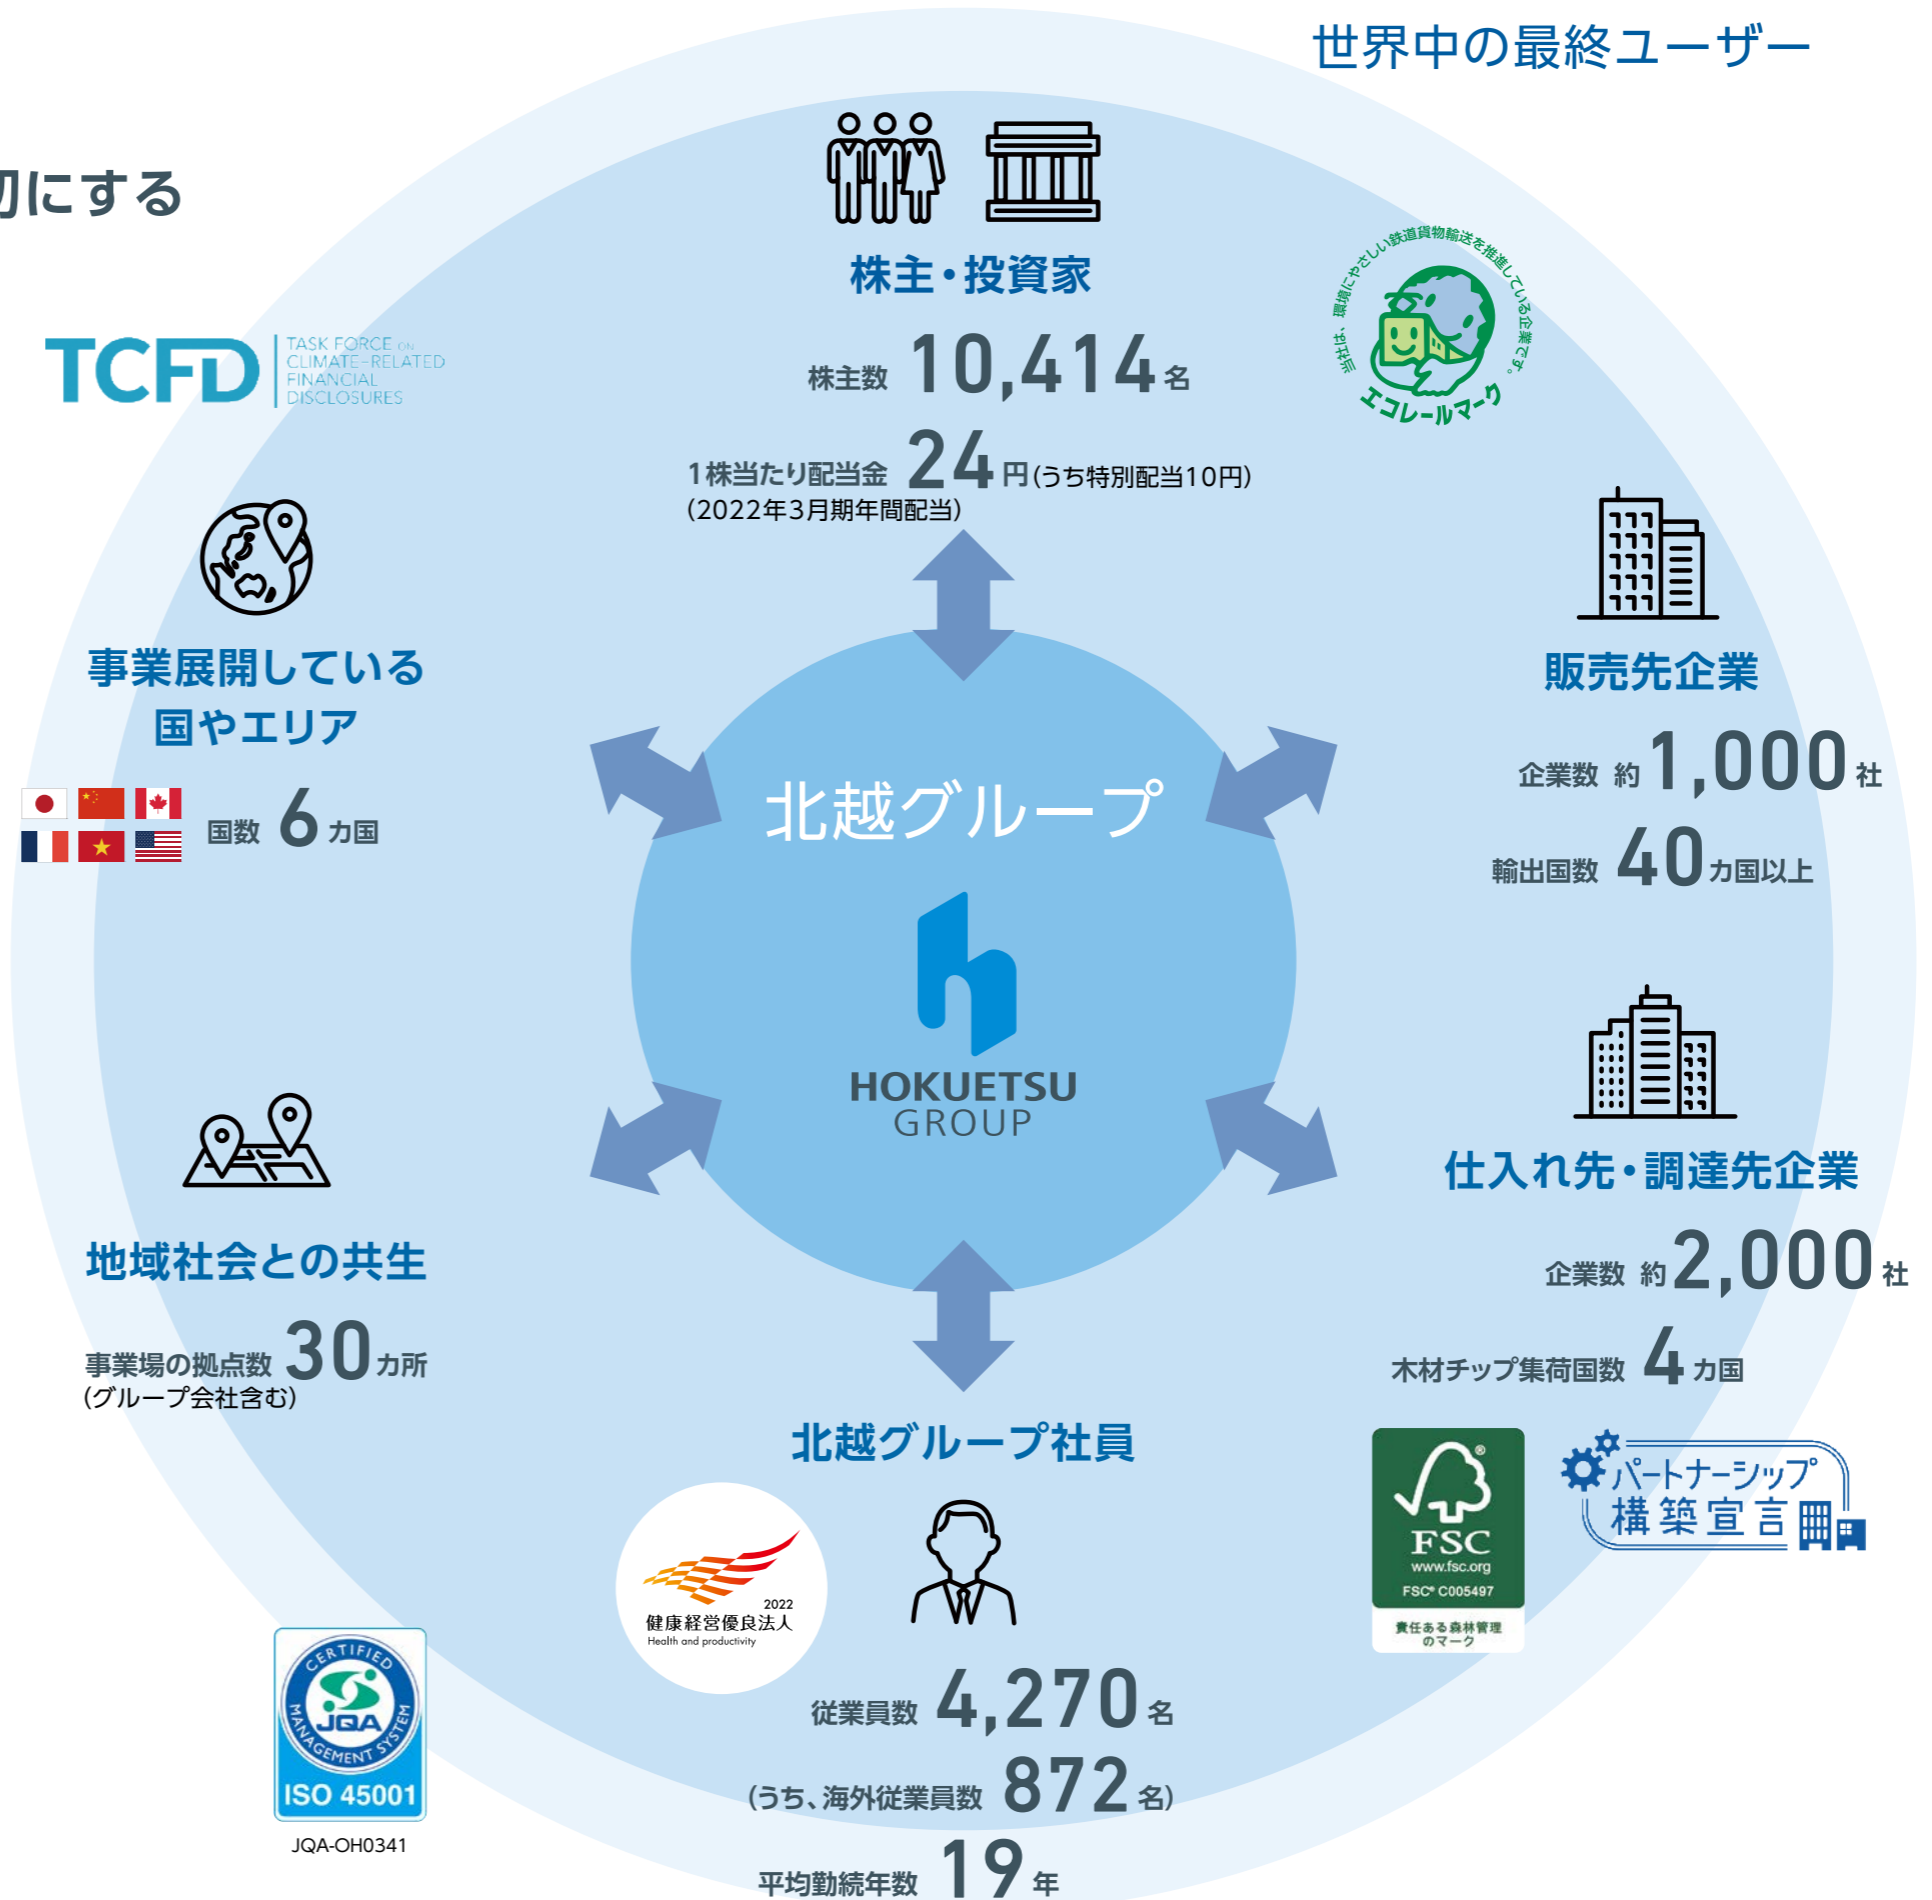 世界中の最終ユーザー
切にする
TCFD
TASK FORCE ON
CLIMATE-RELATED
FINANCIAL
DISCLOSURES
株主・投資家
株主数 10,414名
1株当たり配当金 24円(うち特別配当10円)
(2022年3月期年間配当)
当社は、環境にやさしい鉄道貨物輸送を推進している企業です。
エコレールマーク
事業展開している
国やエリア
国数 6カ国
販売先企業
企業数 約1,000社
輸出国数 40カ国以上
北越グループ
HOKUETSU
GROUP
地域社会との共生
事業場の拠点数 30カ所
(グループ会社含む)
仕入れ先・調達先企業
企業数 約2,000社
木材チップ集荷国数 4カ国
FSC
www.fsc.org
FSC® C005497
責任ある森林管理
のマーク
パートナーシップ
構築宣言
北越グループ社員
2022
健康経営優良法人
Health and productivity
従業員数 4,270名
(うち、海外従業員数 872名)
平均勤続年数 19年
CERTIFIED
MANAGEMENT SYSTEM
JQA
ISO 45001
JQA-OH0341